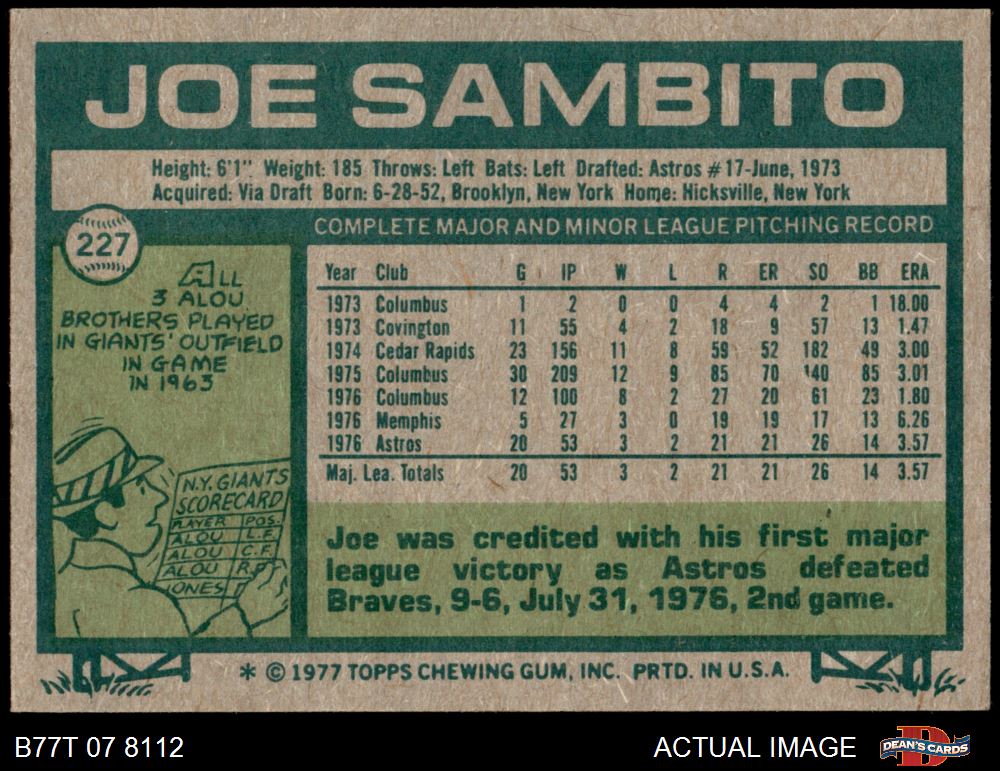 JOE SAMBITO
Height: 6'1" Weight: 185 Throws: Left Bats: Left Drafted: Astros #17-June, 1973
Acquired: Via Draft Born: 6-28-52, Brooklyn, New York Home: Hicksville, New York
227
COMPLETE MAJOR AND MINOR LEAGUE PITCHING RECORD
ALL
3 ALOU
BROTHERS PLAYED
IN GIANTS' OUTFIELD
IN GAME
IN 1963
N.Y. GIANTS
SCORECARD
PLAYER POS.
ALOU L.F.
ALOU C.F.
ALOU R.F.
JONES
Year Club G IP W L R ER SO BB ERA
1973 Columbus 1 2 0 0 4 4 2 1 18.00
1973 Covington 11 55 4 2 18 9 57 13 1.47
1974 Cedar Rapids 23 156 11 8 59 52 182 49 3.00
1975 Columbus 30 209 12 9 85 70 140 85 3.01
1976 Columbus 12 100 8 2 27 20 61 23 1.80
1976 Memphis 5 27 3 0 19 19 17 13 6.26
1976 Astros 20 53 3 2 21 21 26 14 3.57
Maj. Lea. Totals 20 53 3 2 21 21 26 14 3.57
Joe was credited with his first major
league victory as Astros defeated
Braves, 9-6, July 31, 1976, 2nd game.
* © 1977 TOPPS CHEWING GUM, INC. PRTD. IN U.S.A.
B77T 07 8112
ACTUAL IMAGE
DEAN'S CARDS